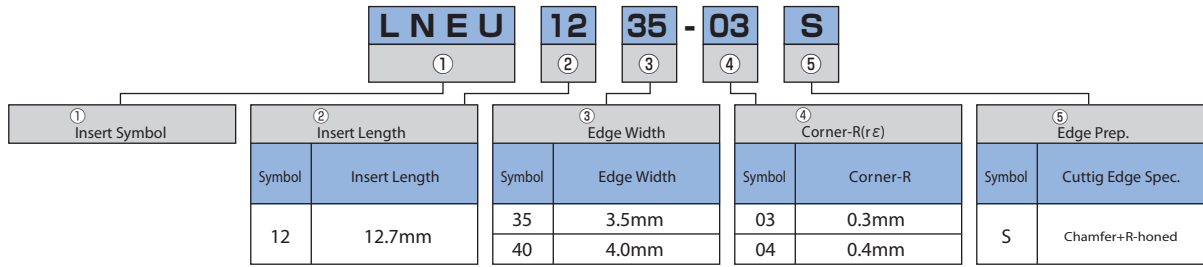 LNEU 12 35 - 03 S
① ② ③ ④ ⑤
① Insert Symbol
② Insert Length
Symbol Insert Length
12 12.7mm
③ Edge Width
Symbol Edge Width
35 3.5mm
40 4.0mm
④ Corner-R(rε)
Symbol Corner-R
03 0.3mm
04 0.4mm
⑤ Edge Prep.
Symbol Cuttig Edge Spec.
S Chamfer+R-honed